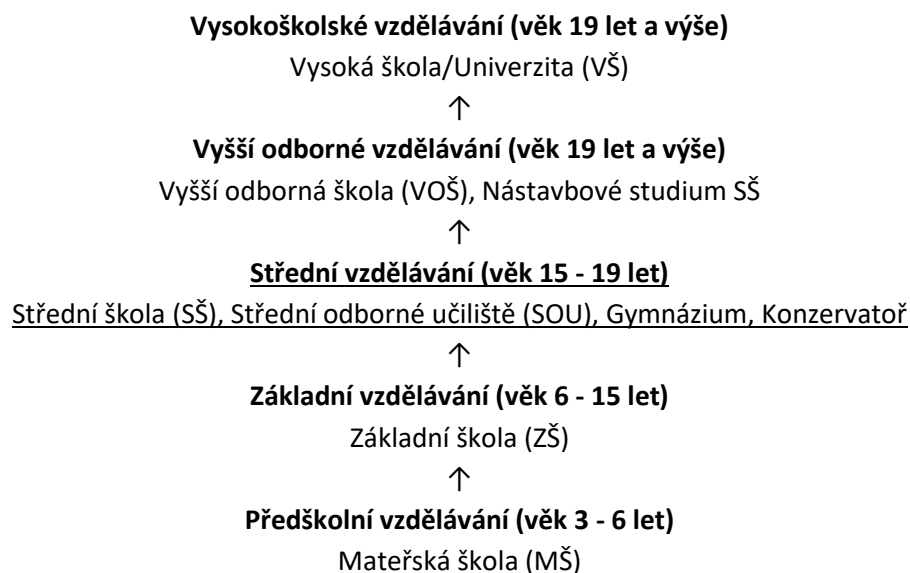 Vysokoškolské vzdělávání (věk 19 let a výše)
Vysoká škola/Univerzita (VŠ)
↑
Vyšší odborné vzdělávání (věk 19 let a výše)
Vyšší odborná škola (VOŠ), Nástavbové studium SŠ
↑
Střední vzdělávání (věk 15 - 19 let)
Střední škola (SŠ), Střední odborné učiliště (SOU), Gymnázium, Konzervatoř
↑
Základní vzdělávání (věk 6 - 15 let)
Základní škola (ZŠ)
↑
Předškolní vzdělávání (věk 3 - 6 let)
Mateřská škola (MŠ)